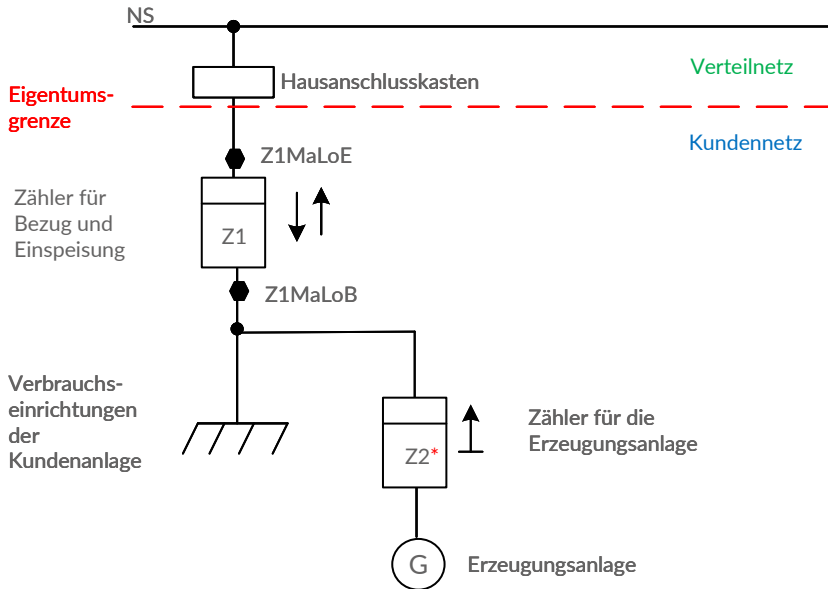 NS
Verteilnetz
Hausanschlusskasten
Eigentums-
grenze
Kundennetz
Z1MaLoE
Zähler für
Bezug und
Einspeisung
Z1
Z1MaLoB
Verbrauchs-
einrichtungen
der
Kundenanlage
Zähler für die
Erzeugungsanlage
Z2*
G
Erzeugungsanlage